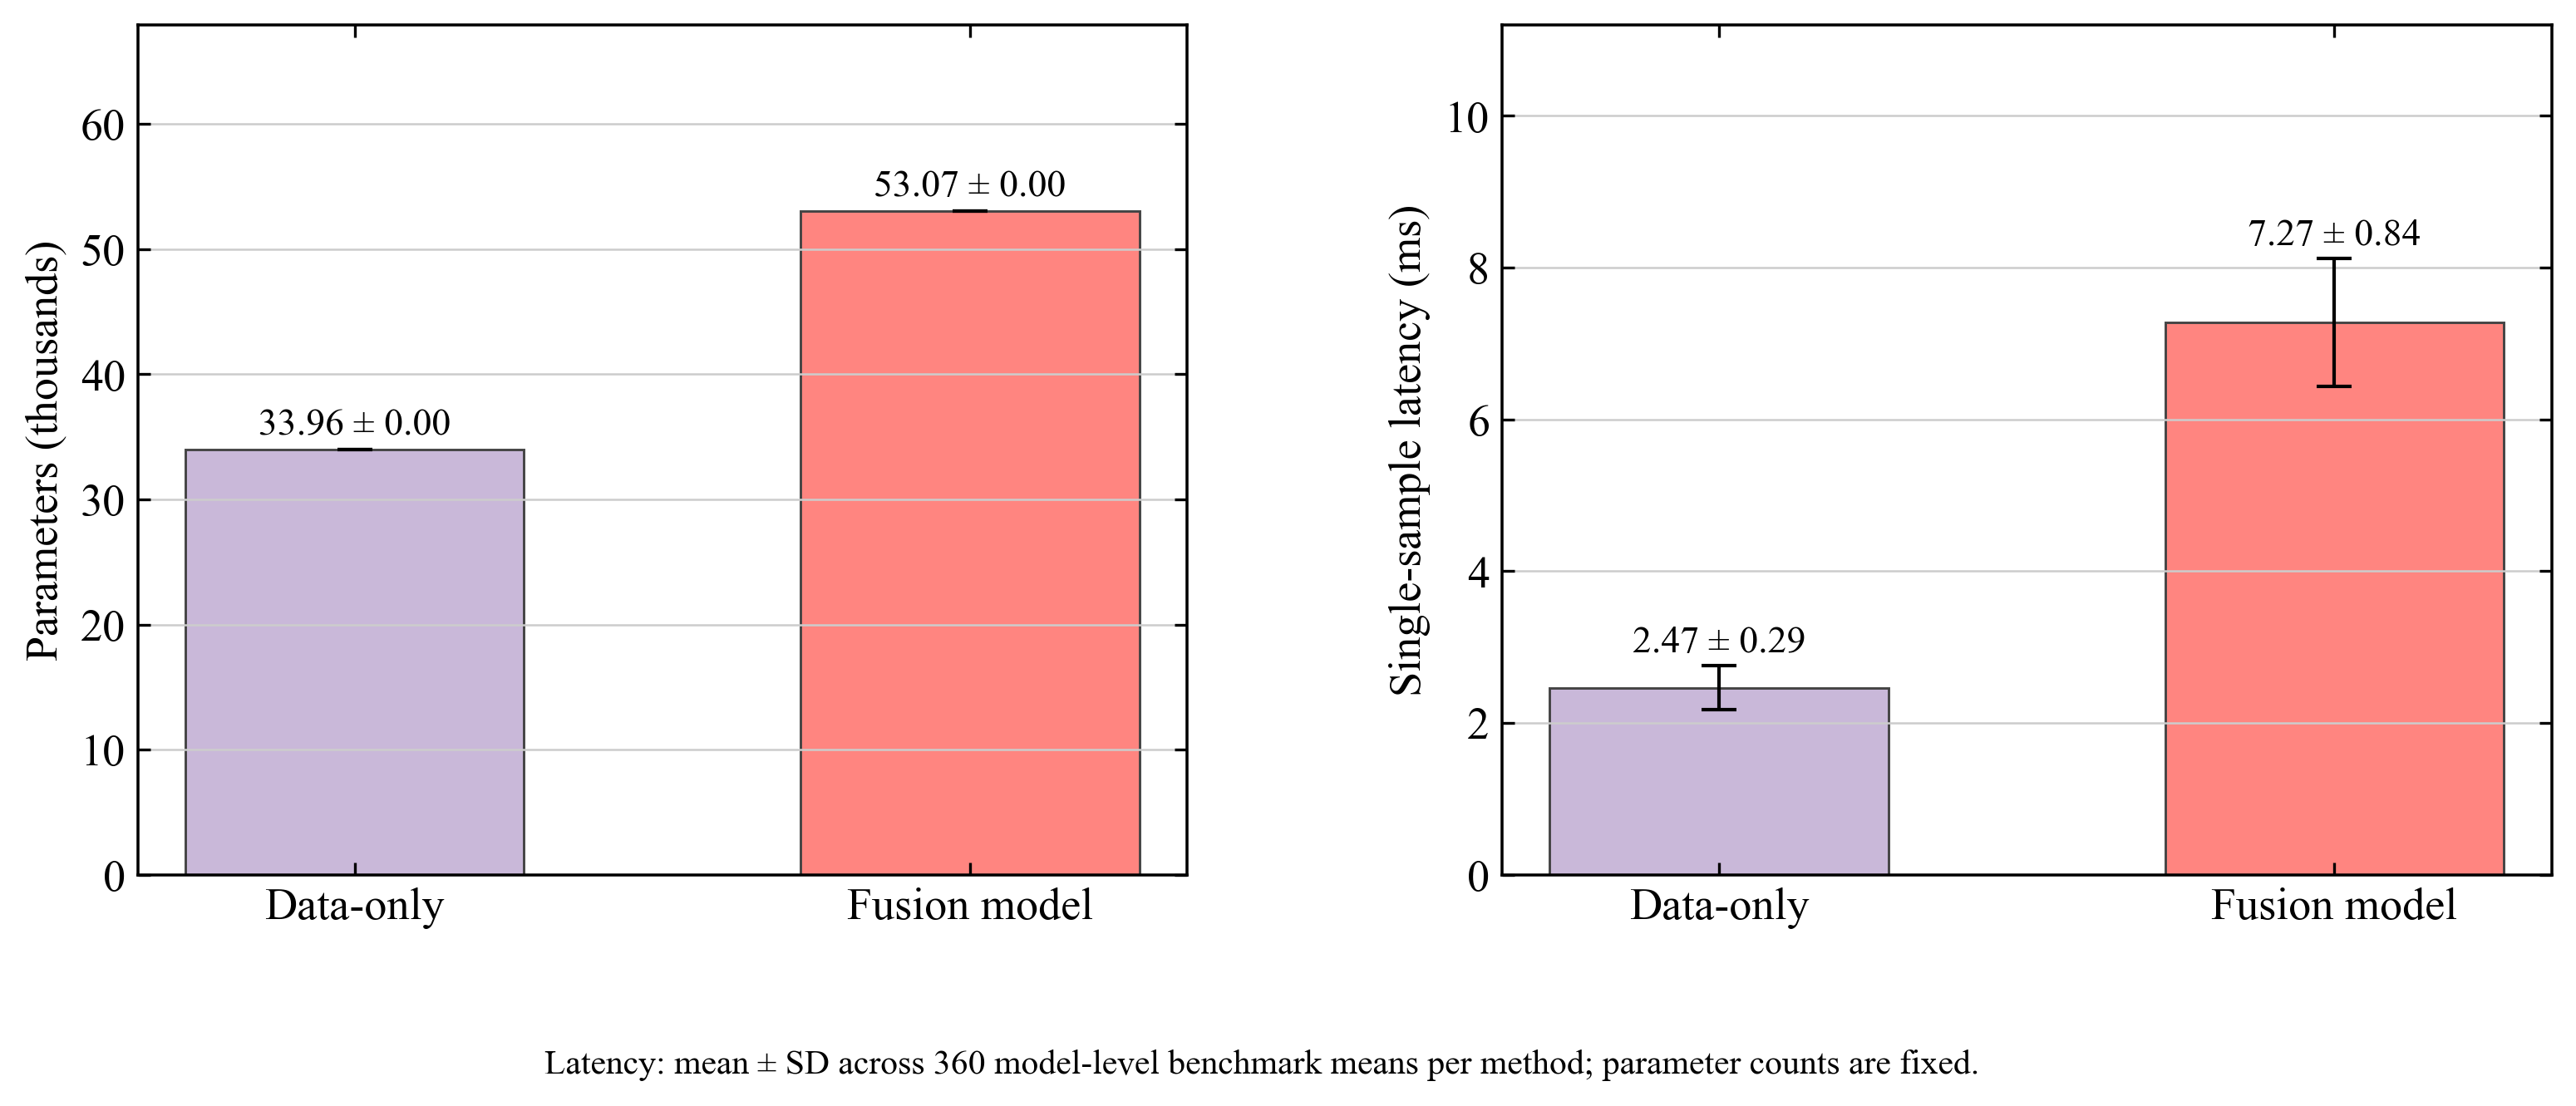 Parameters (thousands)
60
50
40
30
20
10
0
53.07 ± 0.00
33.96 ± 0.00
Data-only
Fusion model
Single-sample latency (ms)
10
8
6
4
2
0
7.27 ± 0.84
2.47 ± 0.29
Data-only
Fusion model
Latency: mean ± SD across 360 model-level benchmark means per method; parameter counts are fixed.